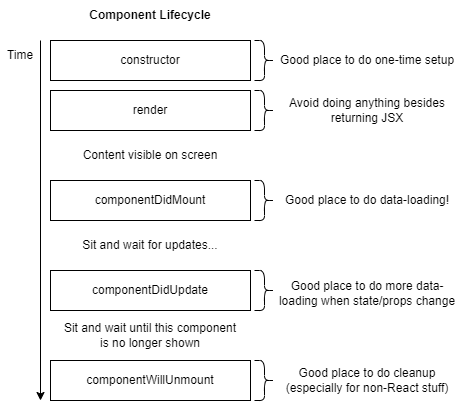 Component Lifecycle
Time
constructor
Good place to do one-time setup
render
Avoid doing anything besides
returning JSX
Content visible on screen
componentDidMount
Good place to do data-loading!
Sit and wait for updates...
componentDidUpdate
Good place to do more data-
loading when state/props change
Sit and wait until this component
is no longer shown
componentWillUnmount
Good place to do cleanup
(especially for non-React stuff)